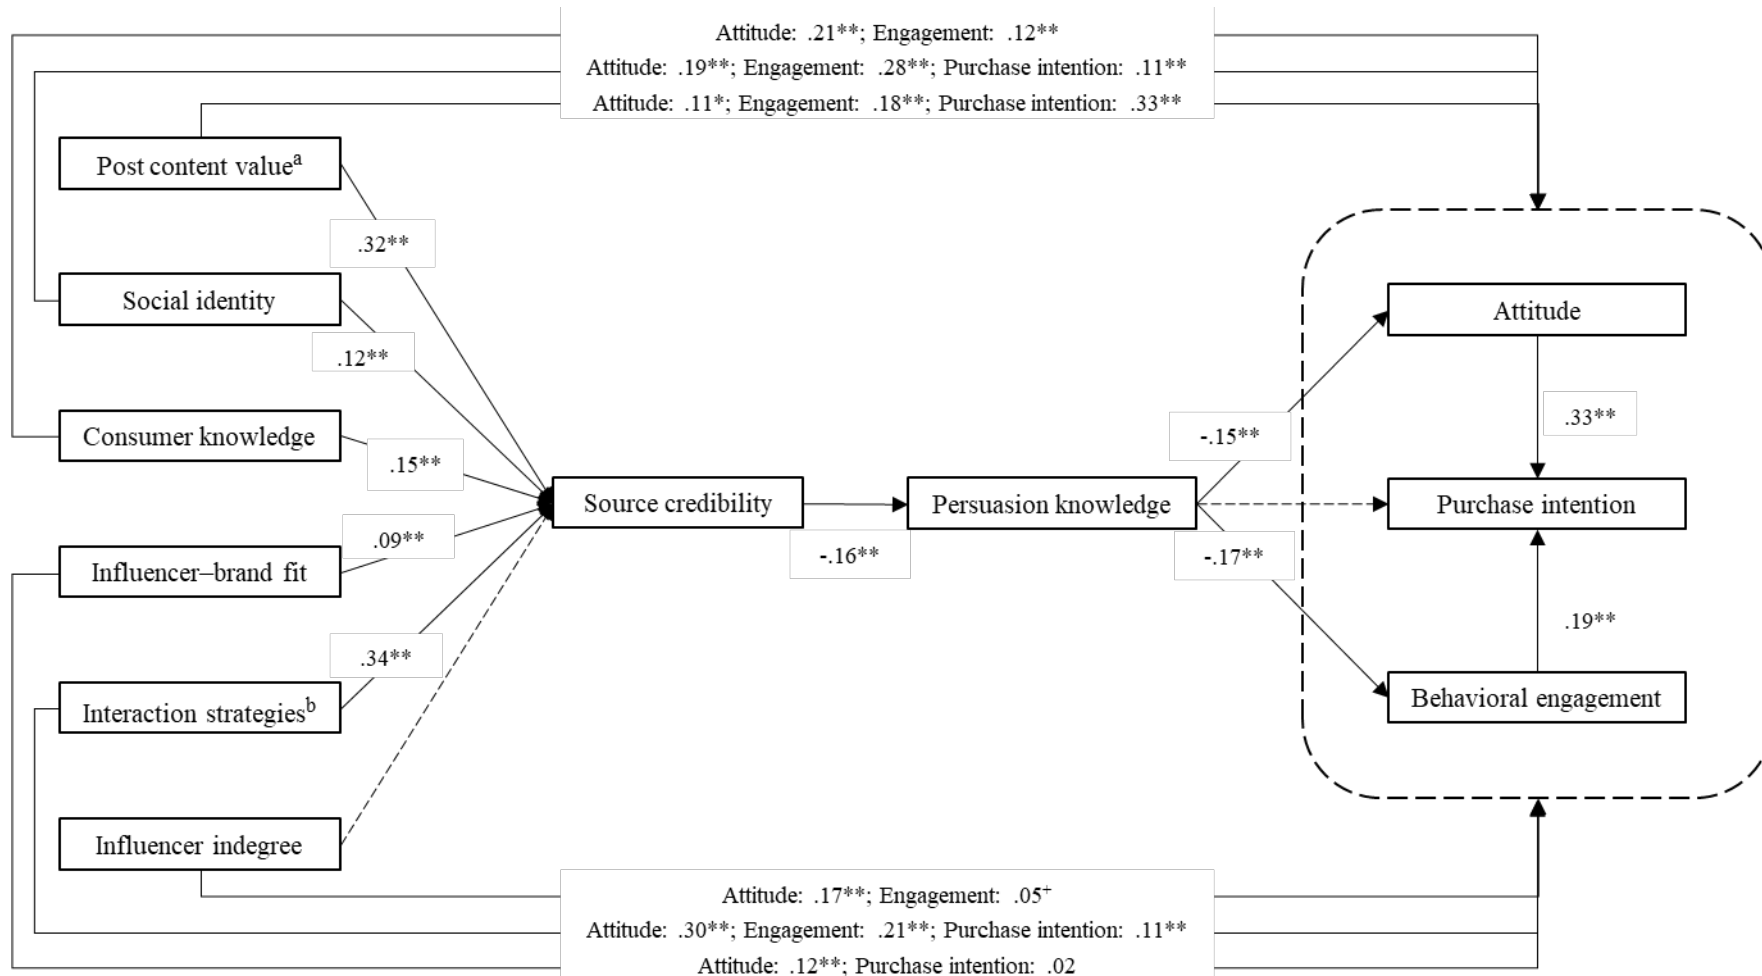 Attitude: .21**; Engagement: .12**
Attitude: .19**; Engagement: .28**; Purchase intention: .11**
Attitude: .11*; Engagement: .18**; Purchase intention: .33**
Post content valueᵃ
.32**
Social identity
.12**
Attitude
Consumer knowledge
.15**
-.15**
.33**
Source credibility
Persuasion knowledge
Purchase intention
.09**
-.16**
-.17**
Influencer–brand fit
.34**
.19**
Interaction strategiesᵇ
Behavioral engagement
Influencer indegree
Attitude: .17**; Engagement: .05⁺
Attitude: .30**; Engagement: .21**; Purchase intention: .11**
Attitude: .12**; Purchase intention: .02